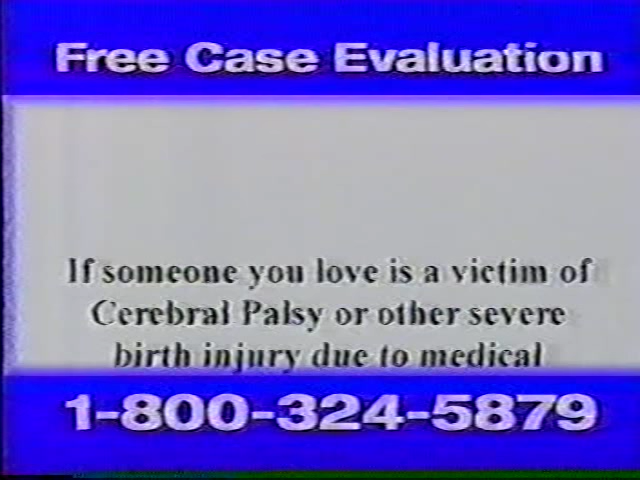 Free Case Evaluation
If someone you love is a victim of
Cerebral Palsy or other severe
birth injury due to medical
1-800-324-5879